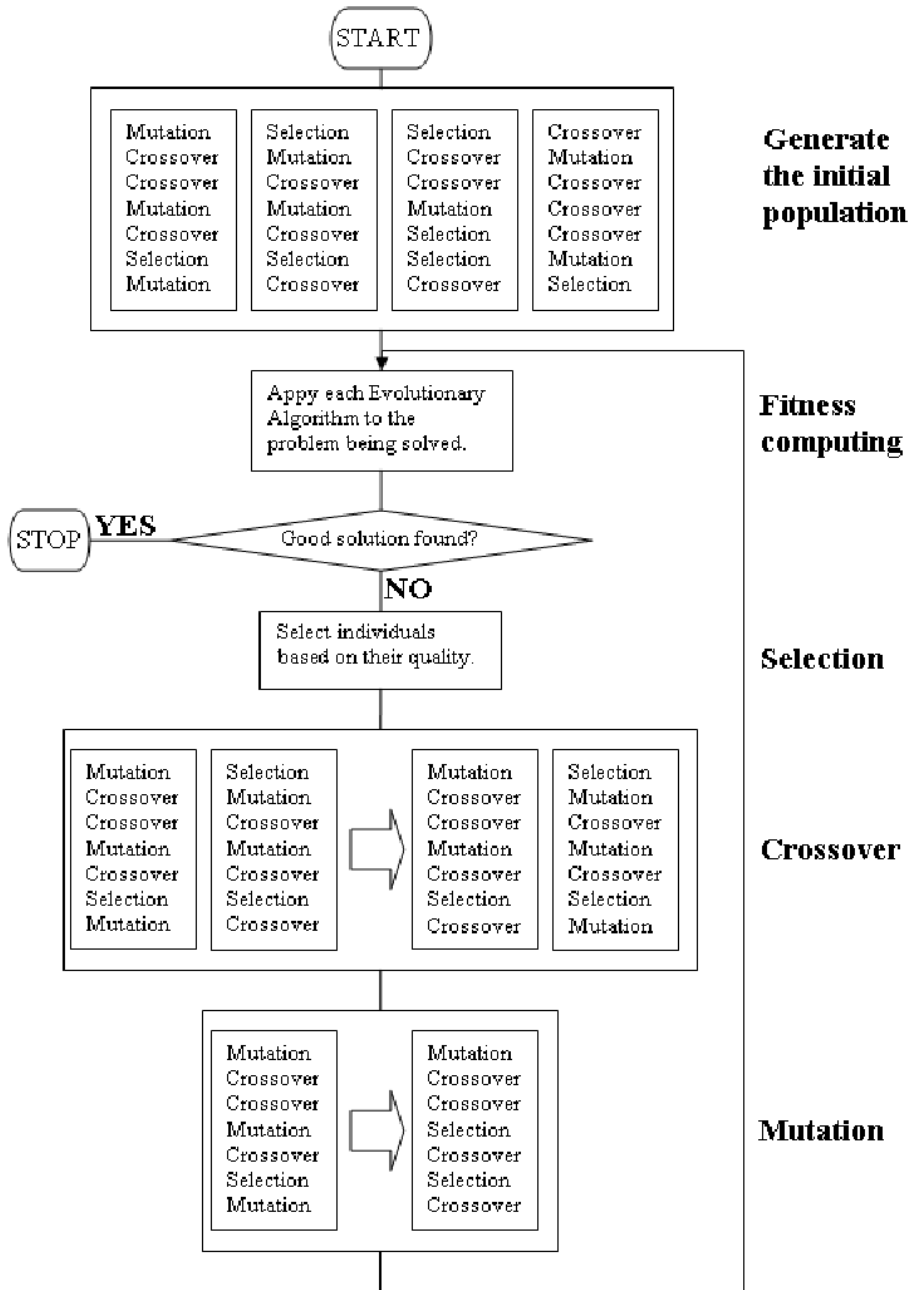 START
Mutation
Crossover
Crossover
Mutation
Crossover
Selection
Mutation
Selection
Mutation
Crossover
Mutation
Crossover
Selection
Crossover
Selection
Crossover
Crossover
Mutation
Selection
Selection
Crossover
Crossover
Mutation
Crossover
Crossover
Crossover
Mutation
Selection
Generate
the initial
population
Appy each Evolutionary
Algorithm to the
problem being solved.
Fitness
computing
STOP
YES
Good solution found?
NO
Select individuals
based on their quality.
Selection
Mutation
Crossover
Crossover
Mutation
Crossover
Selection
Mutation
Selection
Mutation
Crossover
Mutation
Crossover
Selection
Crossover
Mutation
Crossover
Crossover
Mutation
Crossover
Selection
Crossover
Selection
Mutation
Crossover
Mutation
Crossover
Selection
Mutation
Crossover
Mutation
Crossover
Crossover
Mutation
Crossover
Selection
Mutation
Mutation
Crossover
Crossover
Selection
Crossover
Selection
Crossover
Mutation